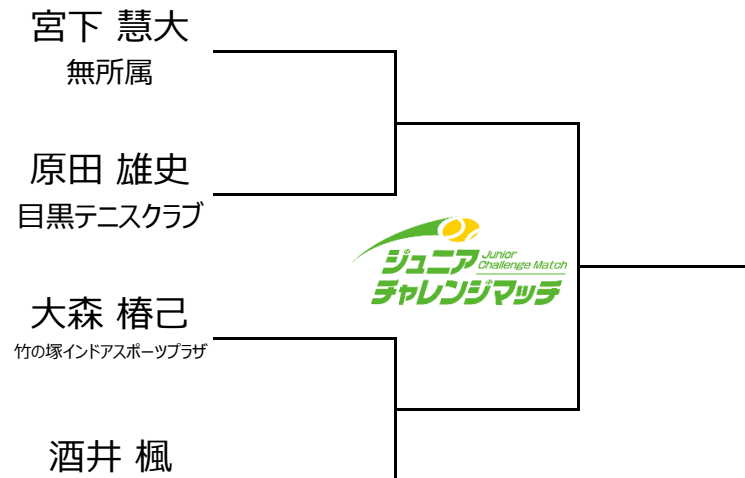 宮下 慧大
無所属
原田 雄史
目黒テニスクラブ
ジュニア Junior Challenge Match
チャレンジマッチ
大森 椿己
竹の塚インドアスポーツプラザ
酒井 楓